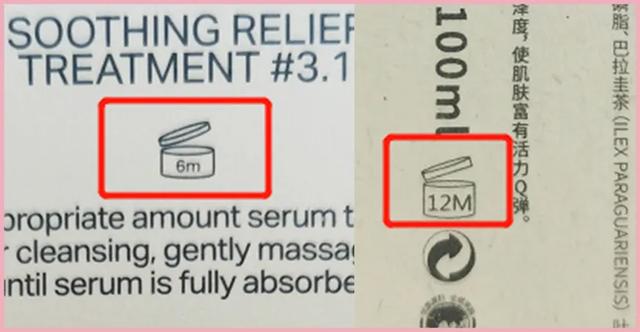 SOOTHING RELIEF
TREATMENT #3.1
6m
propriate amount serum t
r cleansing, gently massa
until serum is fully absorbe
100ml
泽度，使肌肤富有活力Q弹。
12M
脂、巴拉圭茶（ILEX PARAGUARIENSIS）